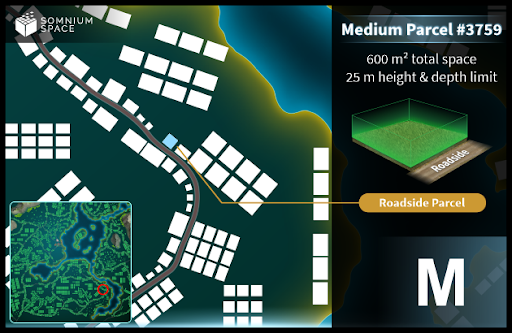 SOMNIUM
SPACE
Medium Parcel #3759
600 m² total space
25 m height & depth limit
Roadside
Roadside Parcel
M